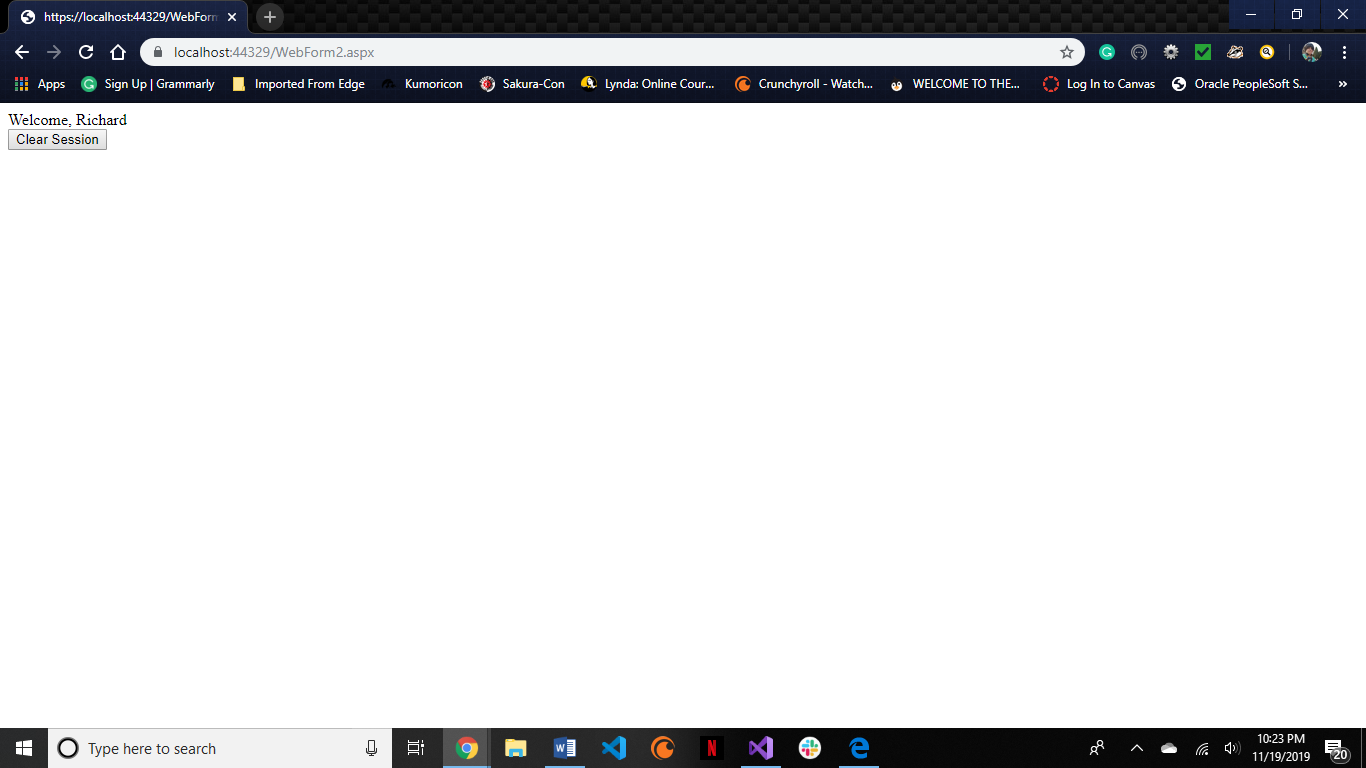 https://localhost:44329/WebForm
localhost:44329/WebForm2.aspx
Apps
Sign Up | Grammarly
Imported From Edge
Kumoricon
Sakura-Con
Lynda: Online Cour...
Crunchyroll - Watch...
WELCOME TO THE...
Log In to Canvas
Oracle PeopleSoft S...
Welcome, Richard
Clear Session
Type here to search
10:23 PM
11/19/2019
20